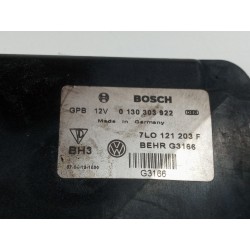 BOSCH
GPB 12V 0 130 303 922
Made in Germany
7L0 121 203 F
BEHR G3166
BH3
G3166